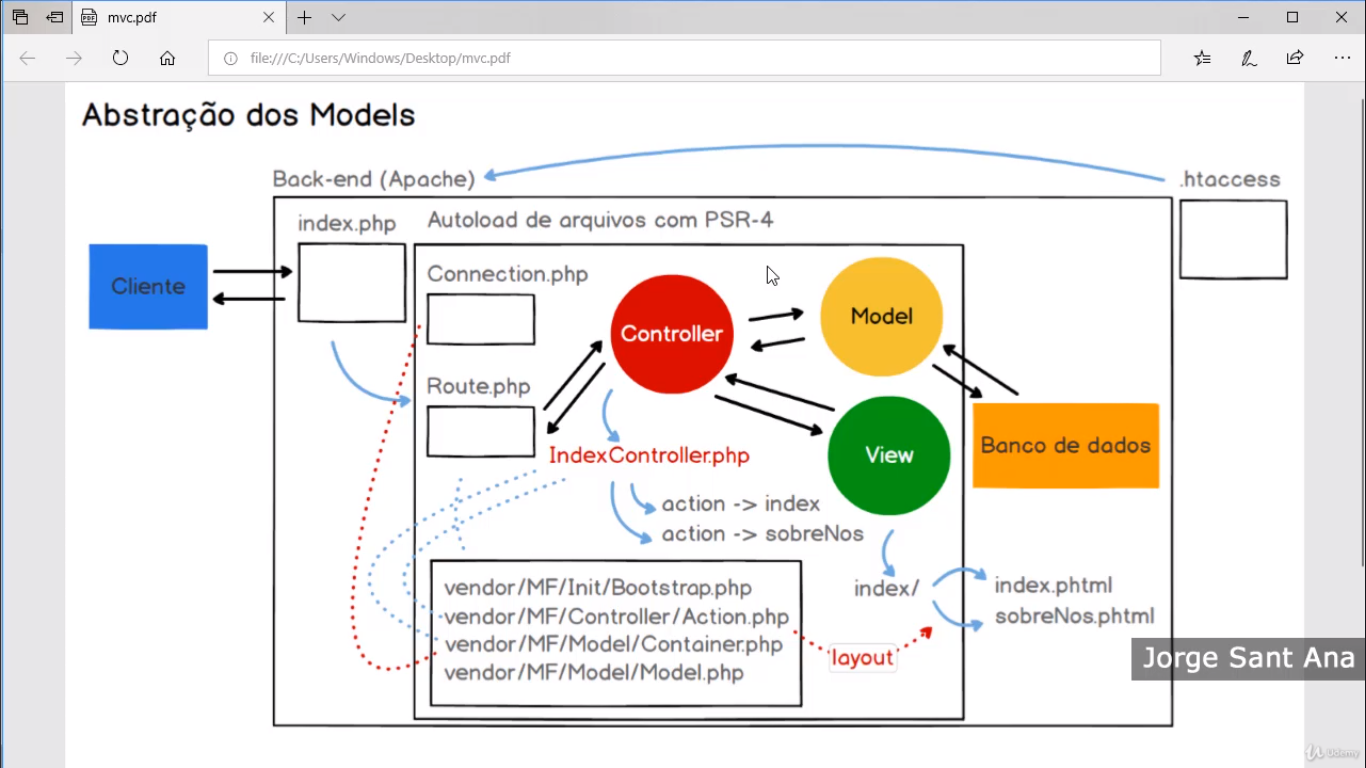 mvc.pdf
file:///C:/Users/Windows/Desktop/mvc.pdf
Abstração dos Models
Back-end (Apache)
.htaccess
index.php
Autoload de arquivos com PSR-4
Cliente
Connection.php
Controller
Model
Route.php
IndexController.php
View
Banco de dados
action -> index
action -> sobreNos
vendor/MF/Init/Bootstrap.php
vendor/MF/Controller/Action.php
vendor/MF/Model/Container.php
vendor/MF/Model/Model.php
index/
index.phtml
sobreNos.phtml
layout
Jorge Sant Ana
Udemy